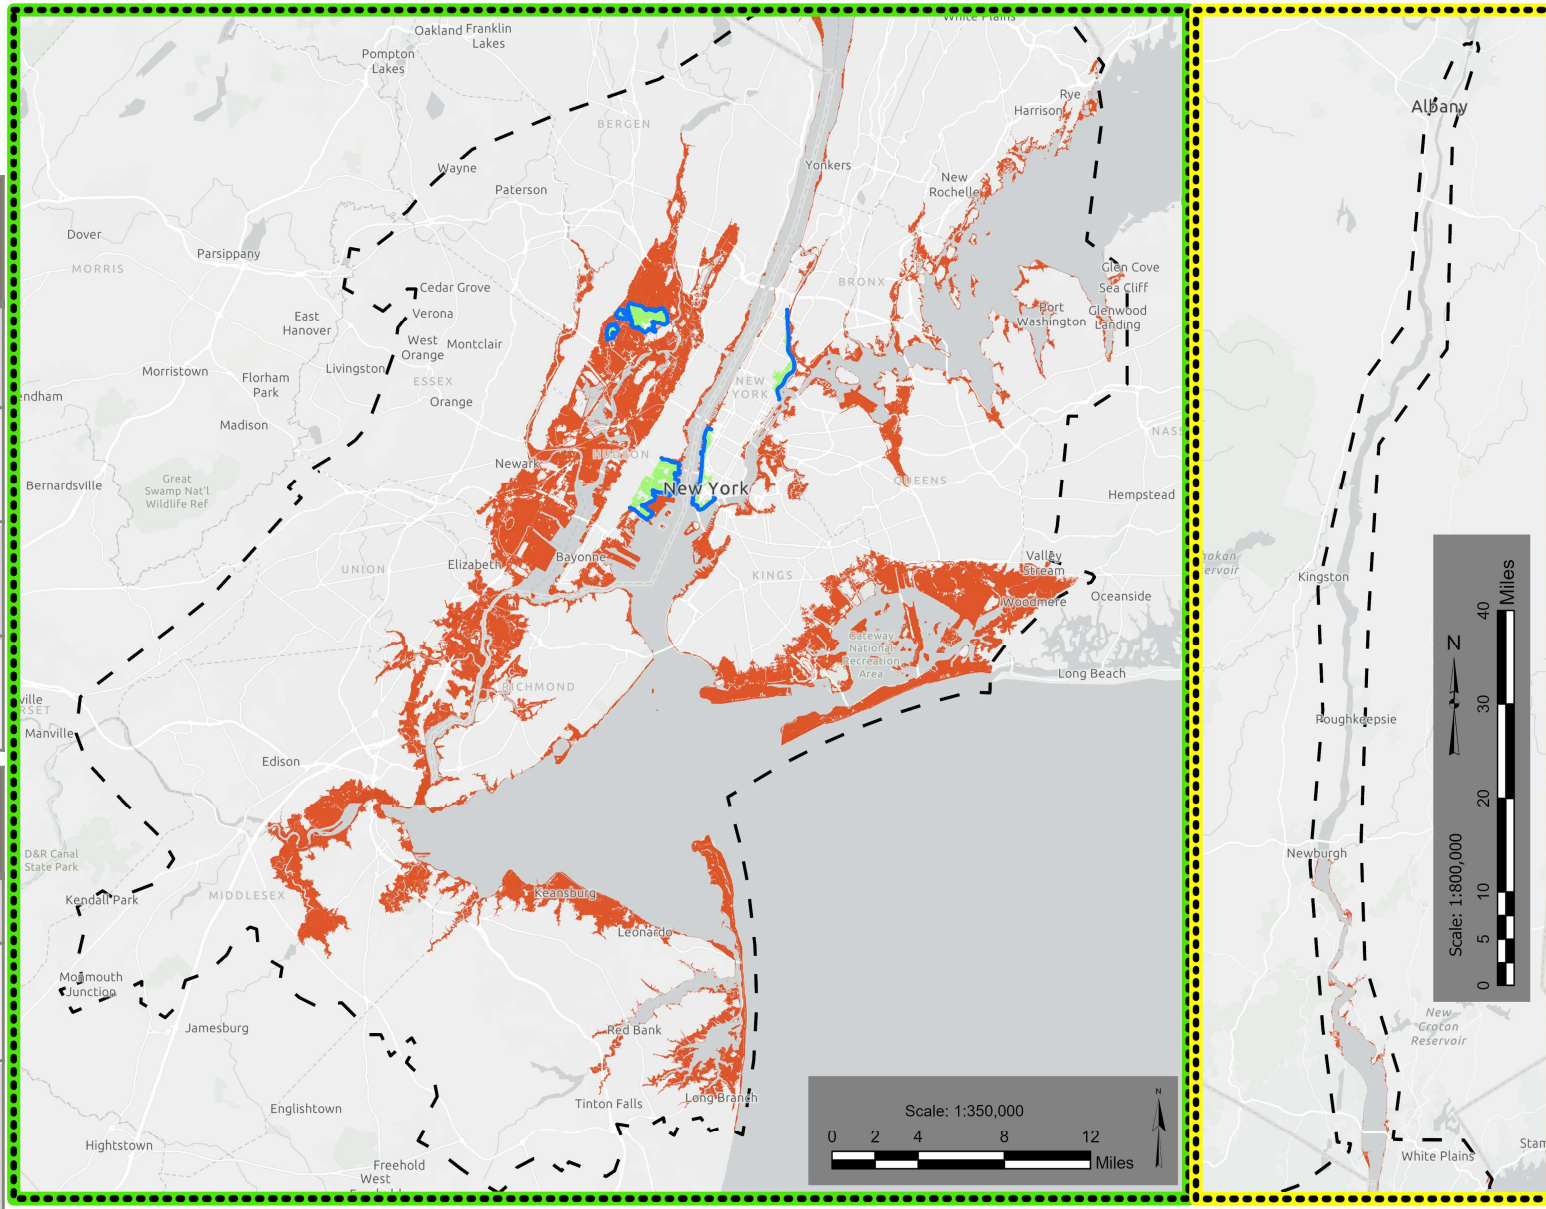 White Plains
Oakland
Franklin
Lakes
Pompton
Lakes
BERGEN
Rye
Harrison
Wayne
Paterson
Yonkers
New
Rochelle
Dover
Parsippany
MORRIS
Cedar Grove
Verona
East
Hanover
West
Orange
Montclair
Livingston
ESSEX
Orange
Morristown
Florham
Park
Madison
endham
BRONX
Glen Cove
Sea Cliff
Port
Washington
Glenwood
Landing
NEW
YORK
NASS
HUDSON
Newark
New York
QUEENS
Hempstead
Bernardsville
Great
Swamp Nat'l
Wildlife Ref
UNION
Elizabeth
Bayonne
KINGS
Valley
Stream
Woodmere
Oceanside
Gateway
National
Recreation
Area
Long Beach
RICHMOND
ville
RSET
Manville
Edison
D&R Canal
State Park
Kendall Park
MIDDLESEX
Keansburg
Leonardo
Monmouth
Junction
Jamesburg
Red Bank
Englishtown
Tinton Falls
Long Branch
Hightstown
Freehold
West
Scale: 1:350,000
0 2 4 8 12
Miles
N
Albany
nokan
ervoir
Kingston
Poughkeepsie
Newburgh
New
Croton
Reservoir
White Plains
Stam
N
Scale: 1:800,000
0 5 10 20 30 40
Miles